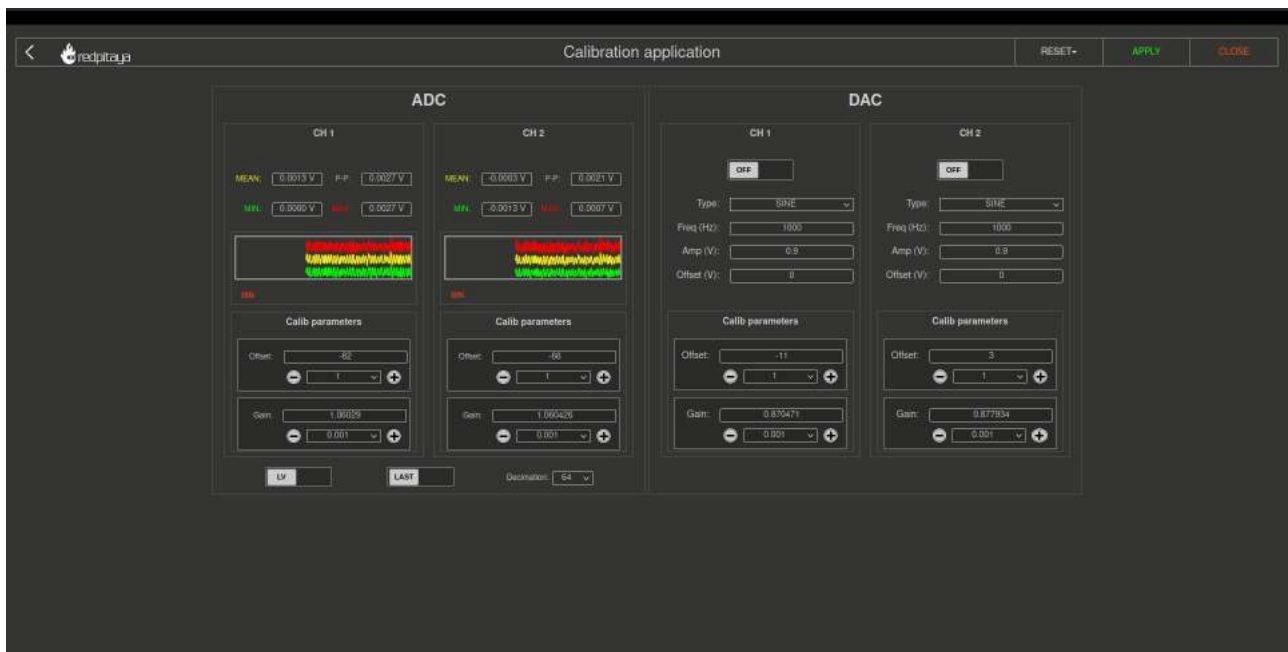 redpitaya
Calibration application
RESET
APPLY
CLOSE
ADC
CH 1
MEAN: 0.0013 V P-P: 0.0027 V
MIN: 0.0000 V MAX: 0.0027 V
Calib parameters
Offset: -62
1
Gain: 1.06029
0.001
CH 2
MEAN: -0.0003 V P-P: 0.0021 V
MIN: -0.0013 V MAX: 0.0007 V
Calib parameters
Offset: -66
1
Gain: 1.060426
0.001
LV
LAST
Decimation: 64
DAC
CH 1
OFF
Type: SINE
Freq (Hz): 1000
Amp (V): 0.9
Offset (V): 0
Calib parameters
Offset: -11
1
Gain: 0.870471
0.001
CH 2
OFF
Type: SINE
Freq (Hz): 1000
Amp (V): 0.9
Offset (V): 0
Calib parameters
Offset: 3
1
Gain: 0.877934
0.001